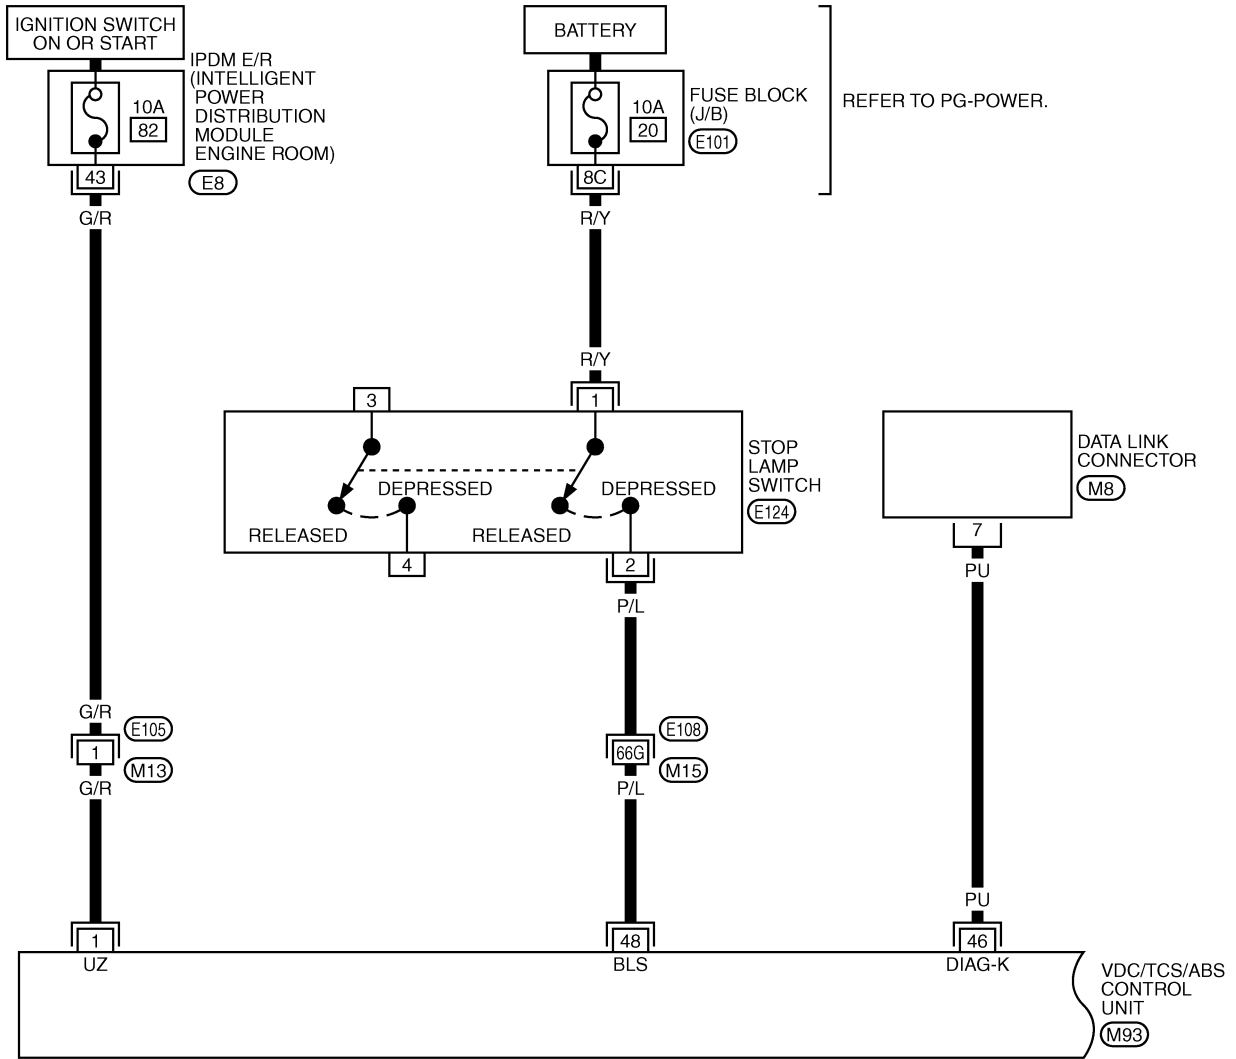 IGNITION SWITCH
ON OR START
IPDM E/R
(INTELLIGENT
POWER
DISTRIBUTION
MODULE
ENGINE ROOM)
10A
82
43
E8
G/R
BATTERY
10A
20
FUSE BLOCK
(J/B)
E101
8C
R/Y
REFER TO PG-POWER.
R/Y
3
1
DEPRESSED
DEPRESSED
RELEASED
RELEASED
STOP
LAMP
SWITCH
E124
4
2
P/L
DATA LINK
CONNECTOR
M8
7
PU
G/R
E105
1
M13
G/R
E108
66G
M15
P/L
PU
1
48
46
UZ
BLS
DIAG-K
VDC/TCS/ABS
CONTROL
UNIT
M93